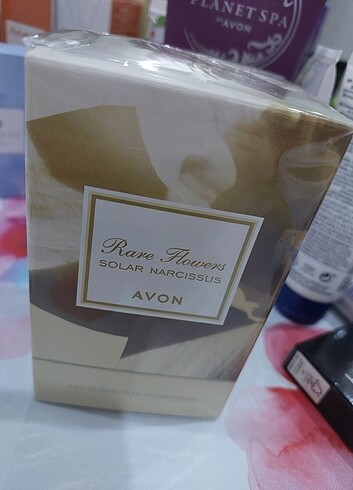 PLANET SPA
BY AVON
Rare Flowers
SOLAR NARCISSUS
AVON